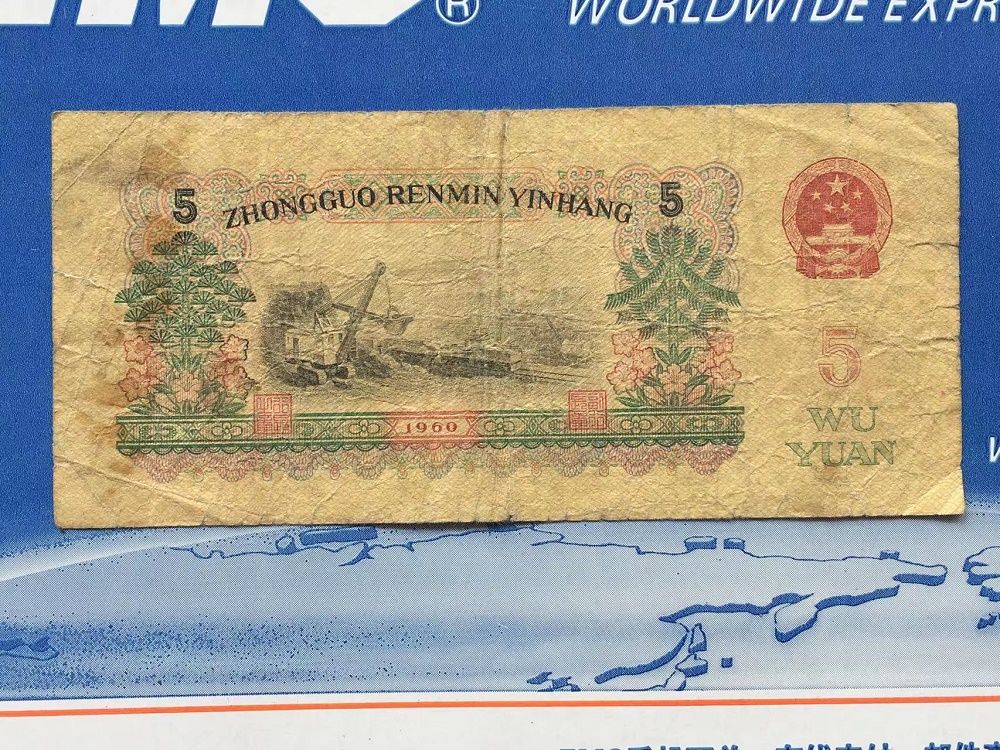 ®
WORLDWIDE EXPR
5 ZHONGGUO RENMIN YINHANG 5
5
1960
WU
YUAN